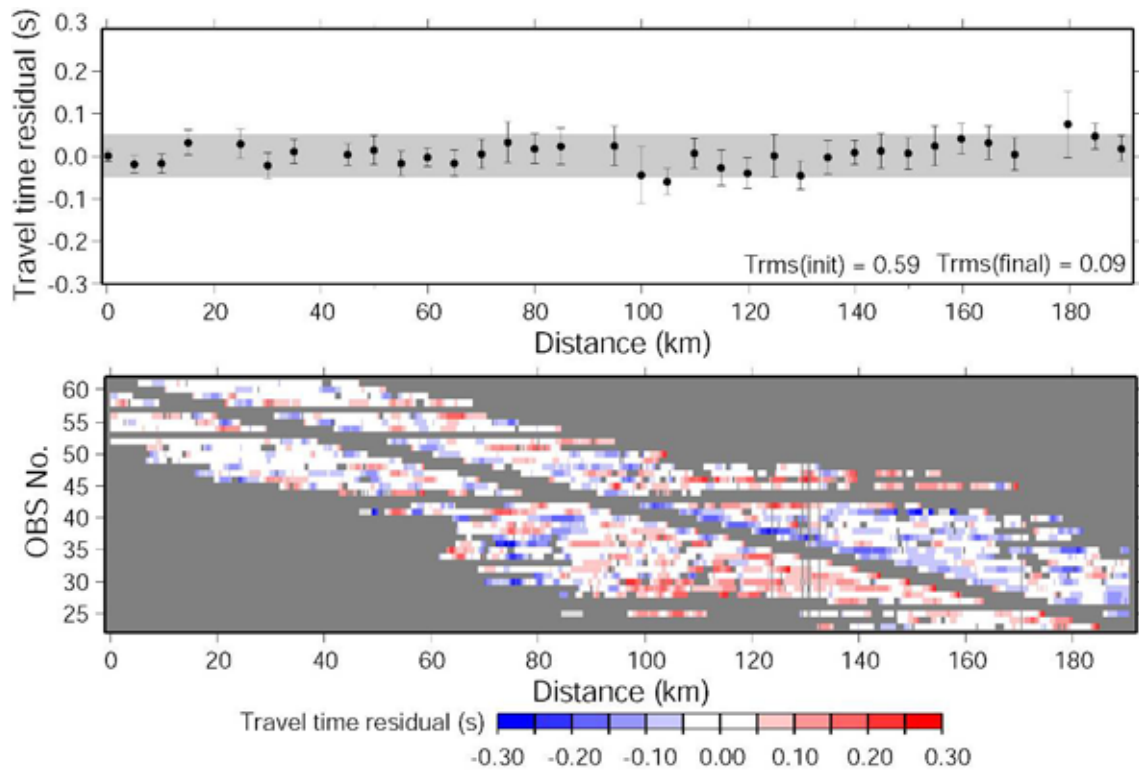 Travel time residual (s)
0.3
0.2
0.1
0.0
-0.1
-0.2
-0.3
Trms(init) = 0.59 Trms(final) = 0.09
0 20 40 60 80 100 120 140 160 180
Distance (km)
OBS No.
60
55
50
45
40
35
30
25
0 20 40 60 80 100 120 140 160 180
Distance (km)
Travel time residual (s)
-0.30 -0.20 -0.10 0.00 0.10 0.20 0.30